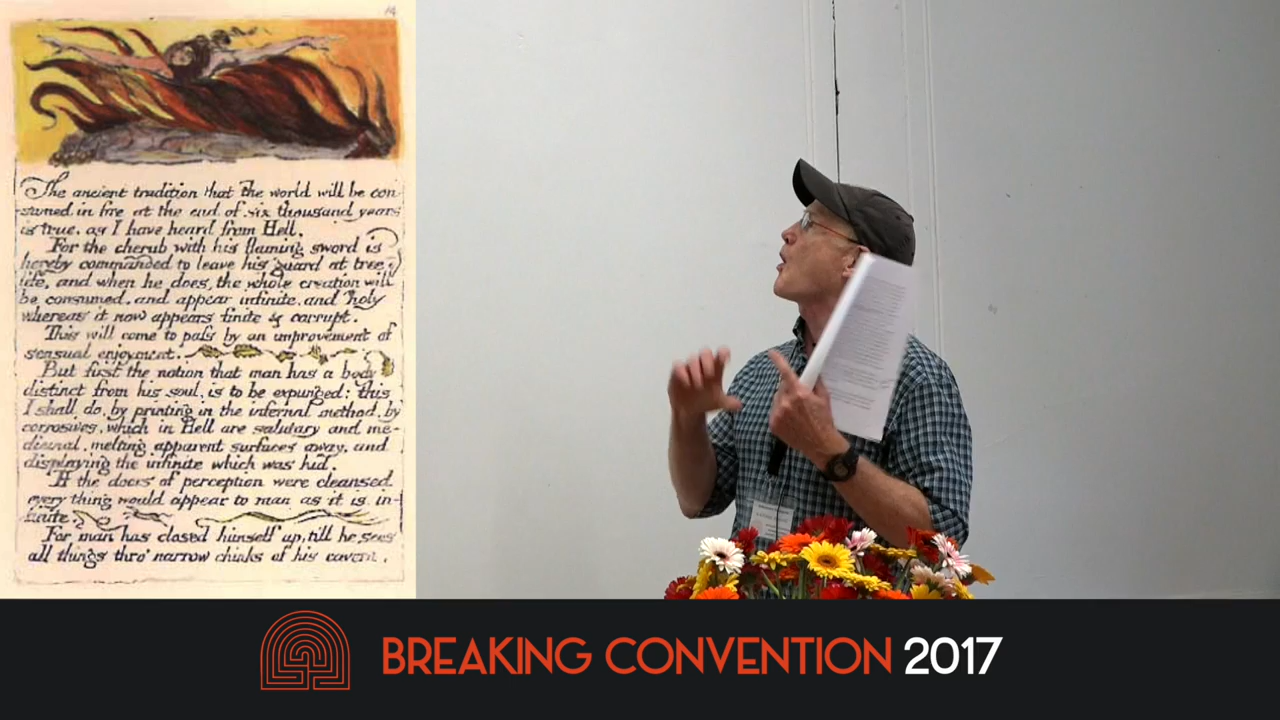 14
The ancient tradition that the world will be con-
-sumed in fire at the end of six thousand years
is true. as I have heard from Hell.
For the cherub with his flaming sword is
hereby commanded to leave his guard at tree of
life, and when he does, the whole creation will
be consumed, and appear infinite. and holy
whereas it now appears finite & corrupt.
This will come to pass by an improvement of
sensual enjoyment.
But first the notion that man has a body
distinct from his soul, is to be expunged: this
I shall do, by printing in the infernal method, by
corrosives, which in Hell are salutary and me-
-dicinal, melting apparent surfaces away, and
displaying the infinite which was hid.
If the doors of perception were cleansed
every thing would appear to man as it is, in-
finite.
For man has closed himself up, till he sees
all things thro' narrow chinks of his cavern.
BREAKING CONVENTION 2017